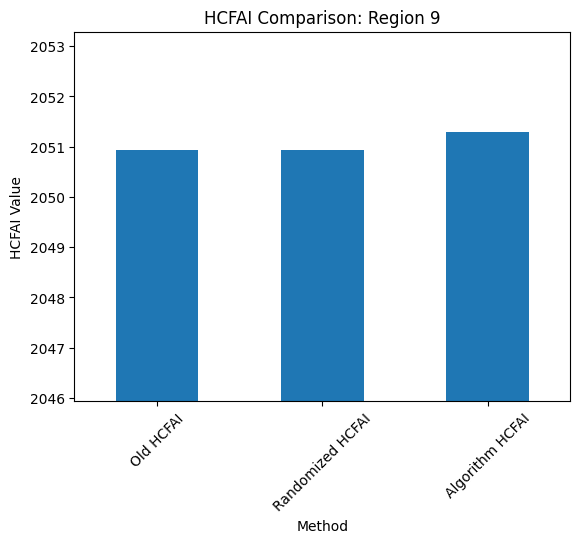 HCFAI Comparison: Region 9
HCFAI Value
2053
2052
2051
2050
2049
2048
2047
2046
Old HCFAI
Randomized HCFAI
Algorithm HCFAI
Method